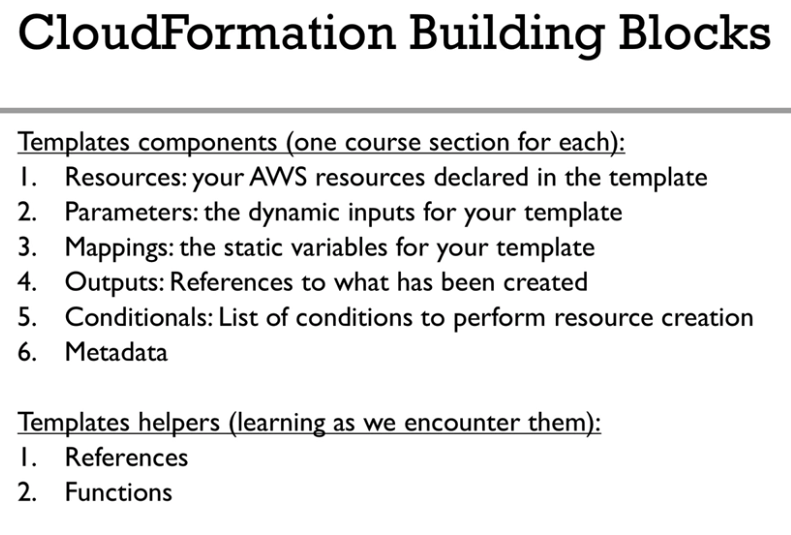 CloudFormation Building Blocks
Templates components (one course section for each):
1. Resources: your AWS resources declared in the template
2. Parameters: the dynamic inputs for your template
3. Mappings: the static variables for your template
4. Outputs: References to what has been created
5. Conditionals: List of conditions to perform resource creation
6. Metadata
Templates helpers (learning as we encounter them):
1. References
2. Functions